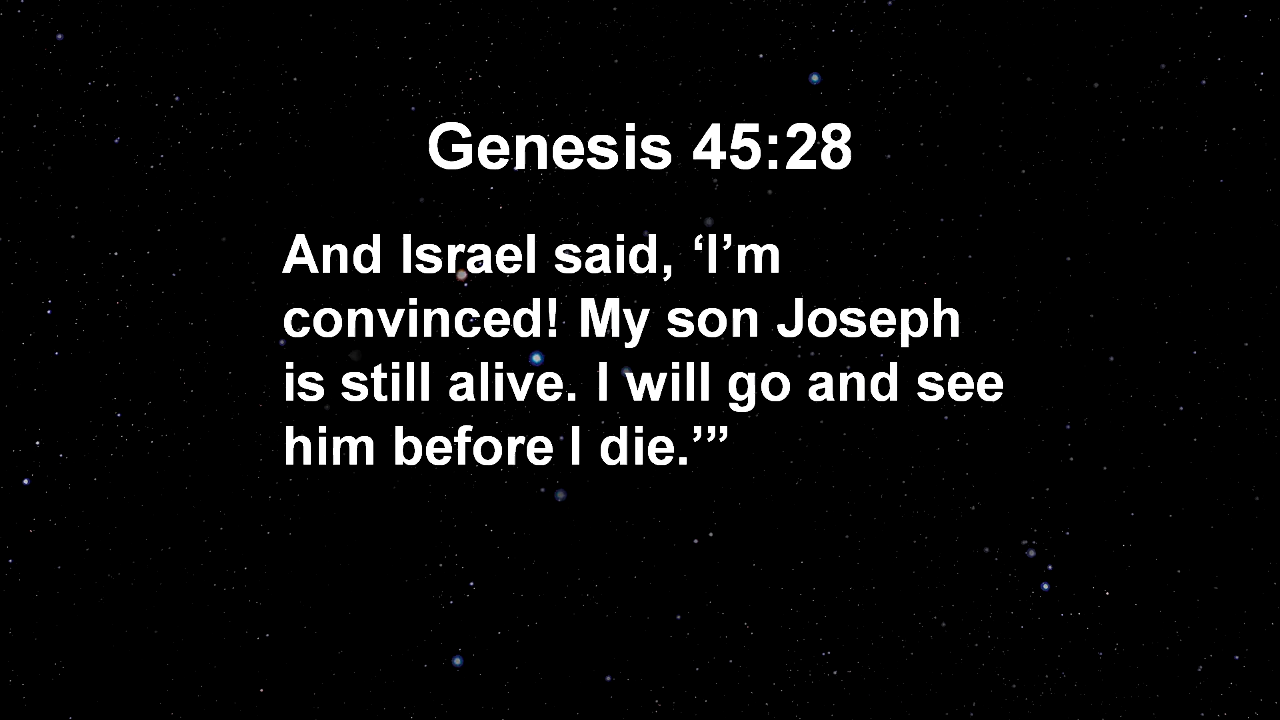 Genesis 45:28
And Israel said, ‘I’m
convinced! My son Joseph
is still alive. I will go and see
him before I die.’”